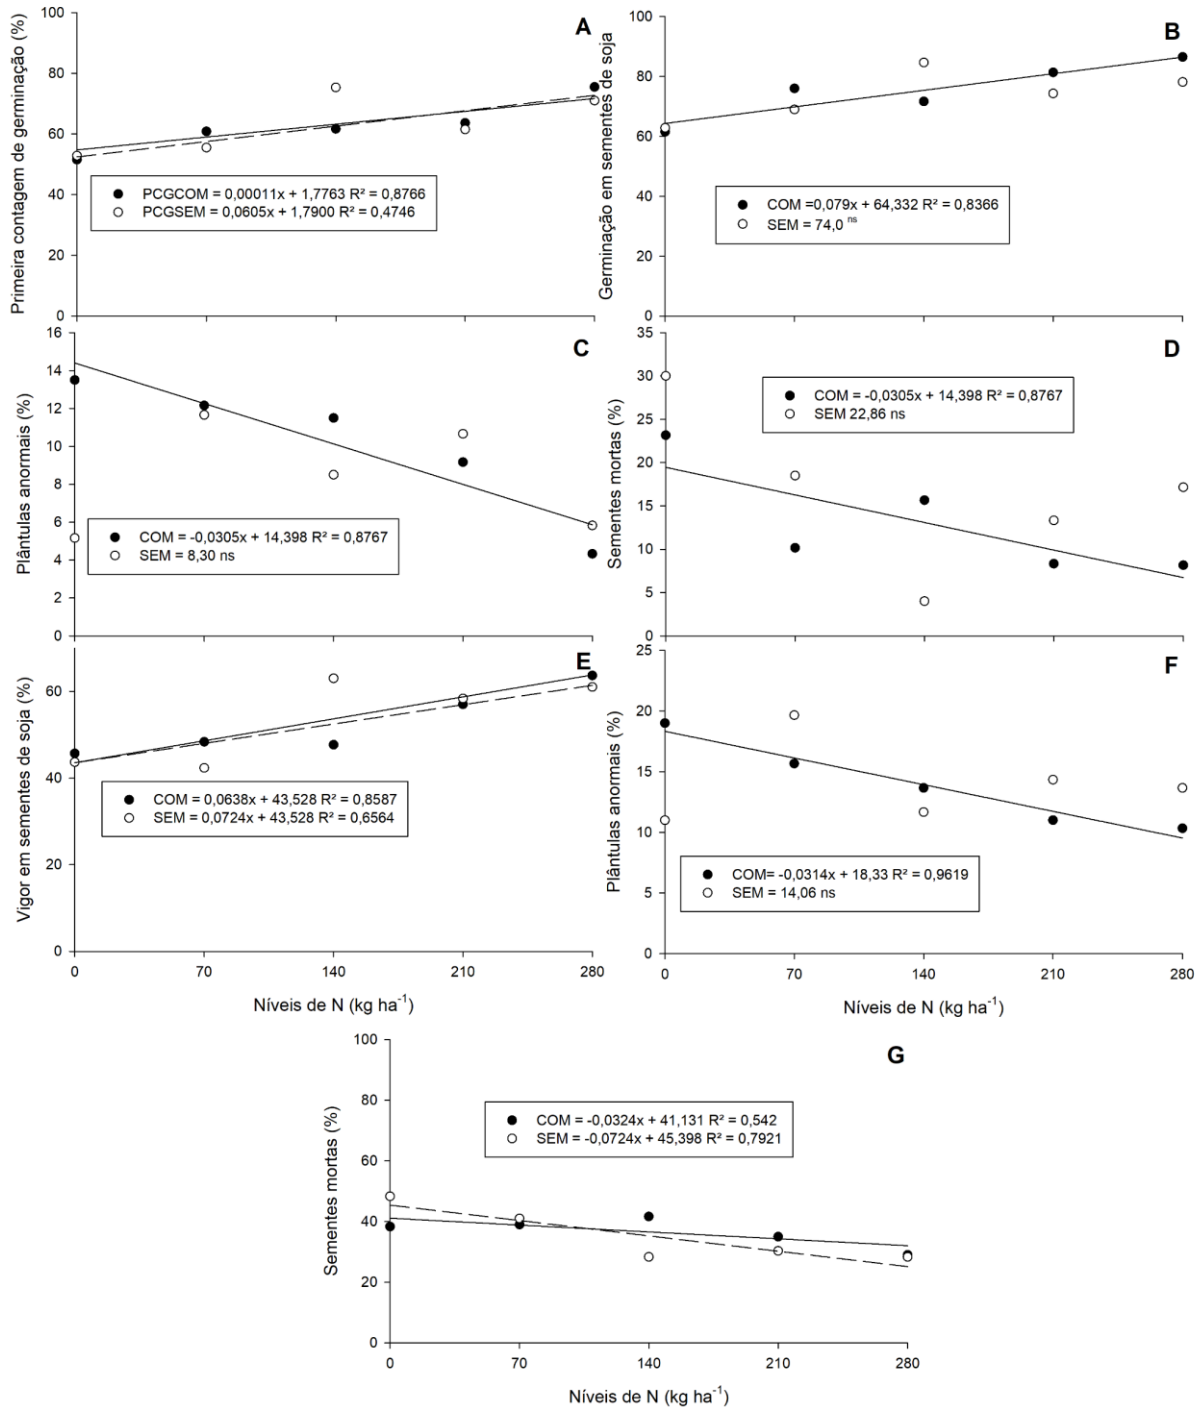 A
Primeira contagem de germinação (%)
100
80
60
40
20
0
PCGCOM = 0,00011x + 1,7763 R² = 0,8766
PCGSEM = 0,0605x + 1,7900 R² = 0,4746
B
Germinação em sementes de soja
100
80
60
40
20
0
COM =0,079x + 64,332 R² = 0,8366
SEM = 74,0 ns
C
Plântulas anormais (%)
16
14
12
10
8
6
4
2
0
COM = -0,0305x + 14,398 R² = 0,8767
SEM = 8,30 ns
D
Sementes mortas (%)
35
30
25
20
15
10
5
0
COM = -0,0305x + 14,398 R² = 0,8767
SEM 22,86 ns
E
Vigor em sementes de soja (%)
60
40
20
0
COM = 0,0638x + 43,528 R² = 0,8587
SEM = 0,0724x + 43,528 R² = 0,6564
0 70 140 210 280
Níveis de N (kg ha⁻¹)
F
Plântulas anormais (%)
25
20
15
10
5
0
COM= -0,0314x + 18,33 R² = 0,9619
SEM = 14,06 ns
0 70 140 210 280
Níveis de N (kg ha⁻¹)
G
Sementes mortas (%)
100
80
60
40
20
0
COM = -0,0324x + 41,131 R² = 0,542
SEM = -0,0724x + 45,398 R² = 0,7921
0 70 140 210 280
Níveis de N (kg ha⁻¹)